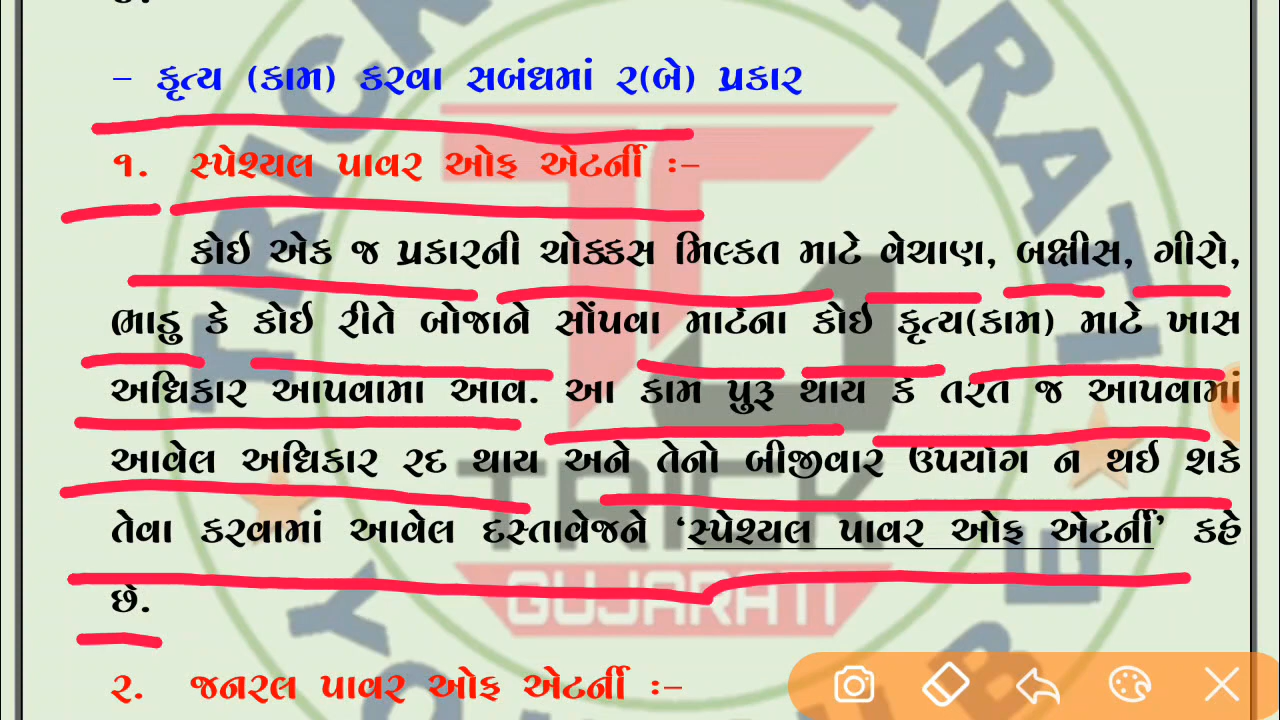 – કૃત્ય (કામ) કરવા સબંધમાં ૨(બે) પ્રકાર
૧. સ્પેશ્યલ પાવર ઓફ એટર્ની :–
કોઈ એક જ પ્રકારની ચોક્કસ મિલ્કત માટે વેચાણ, બક્ષીસ, ગીરો,
ભાડુ કે કોઈ રીતે બોજાને સોંપવા માટેના કોઈ કૃત્ય(કામ) માટે ખાસ
અધિકાર આપવામા આવે. આ કામ પુરૂ થાય કે તરત જ આપવામાં
આવેલ અધિકાર રદ થાય અને તેનો બીજીવાર ઉપયોગ ન થઈ શકે
તેવા કરવામાં આવેલ દસ્તાવેજને ‘સ્પેશ્યલ પાવર ઓફ એટર્ની’ કહે
છે.
૨. જનરલ પાવર ઓફ એટર્ની :–
TRICK
GUJARATI